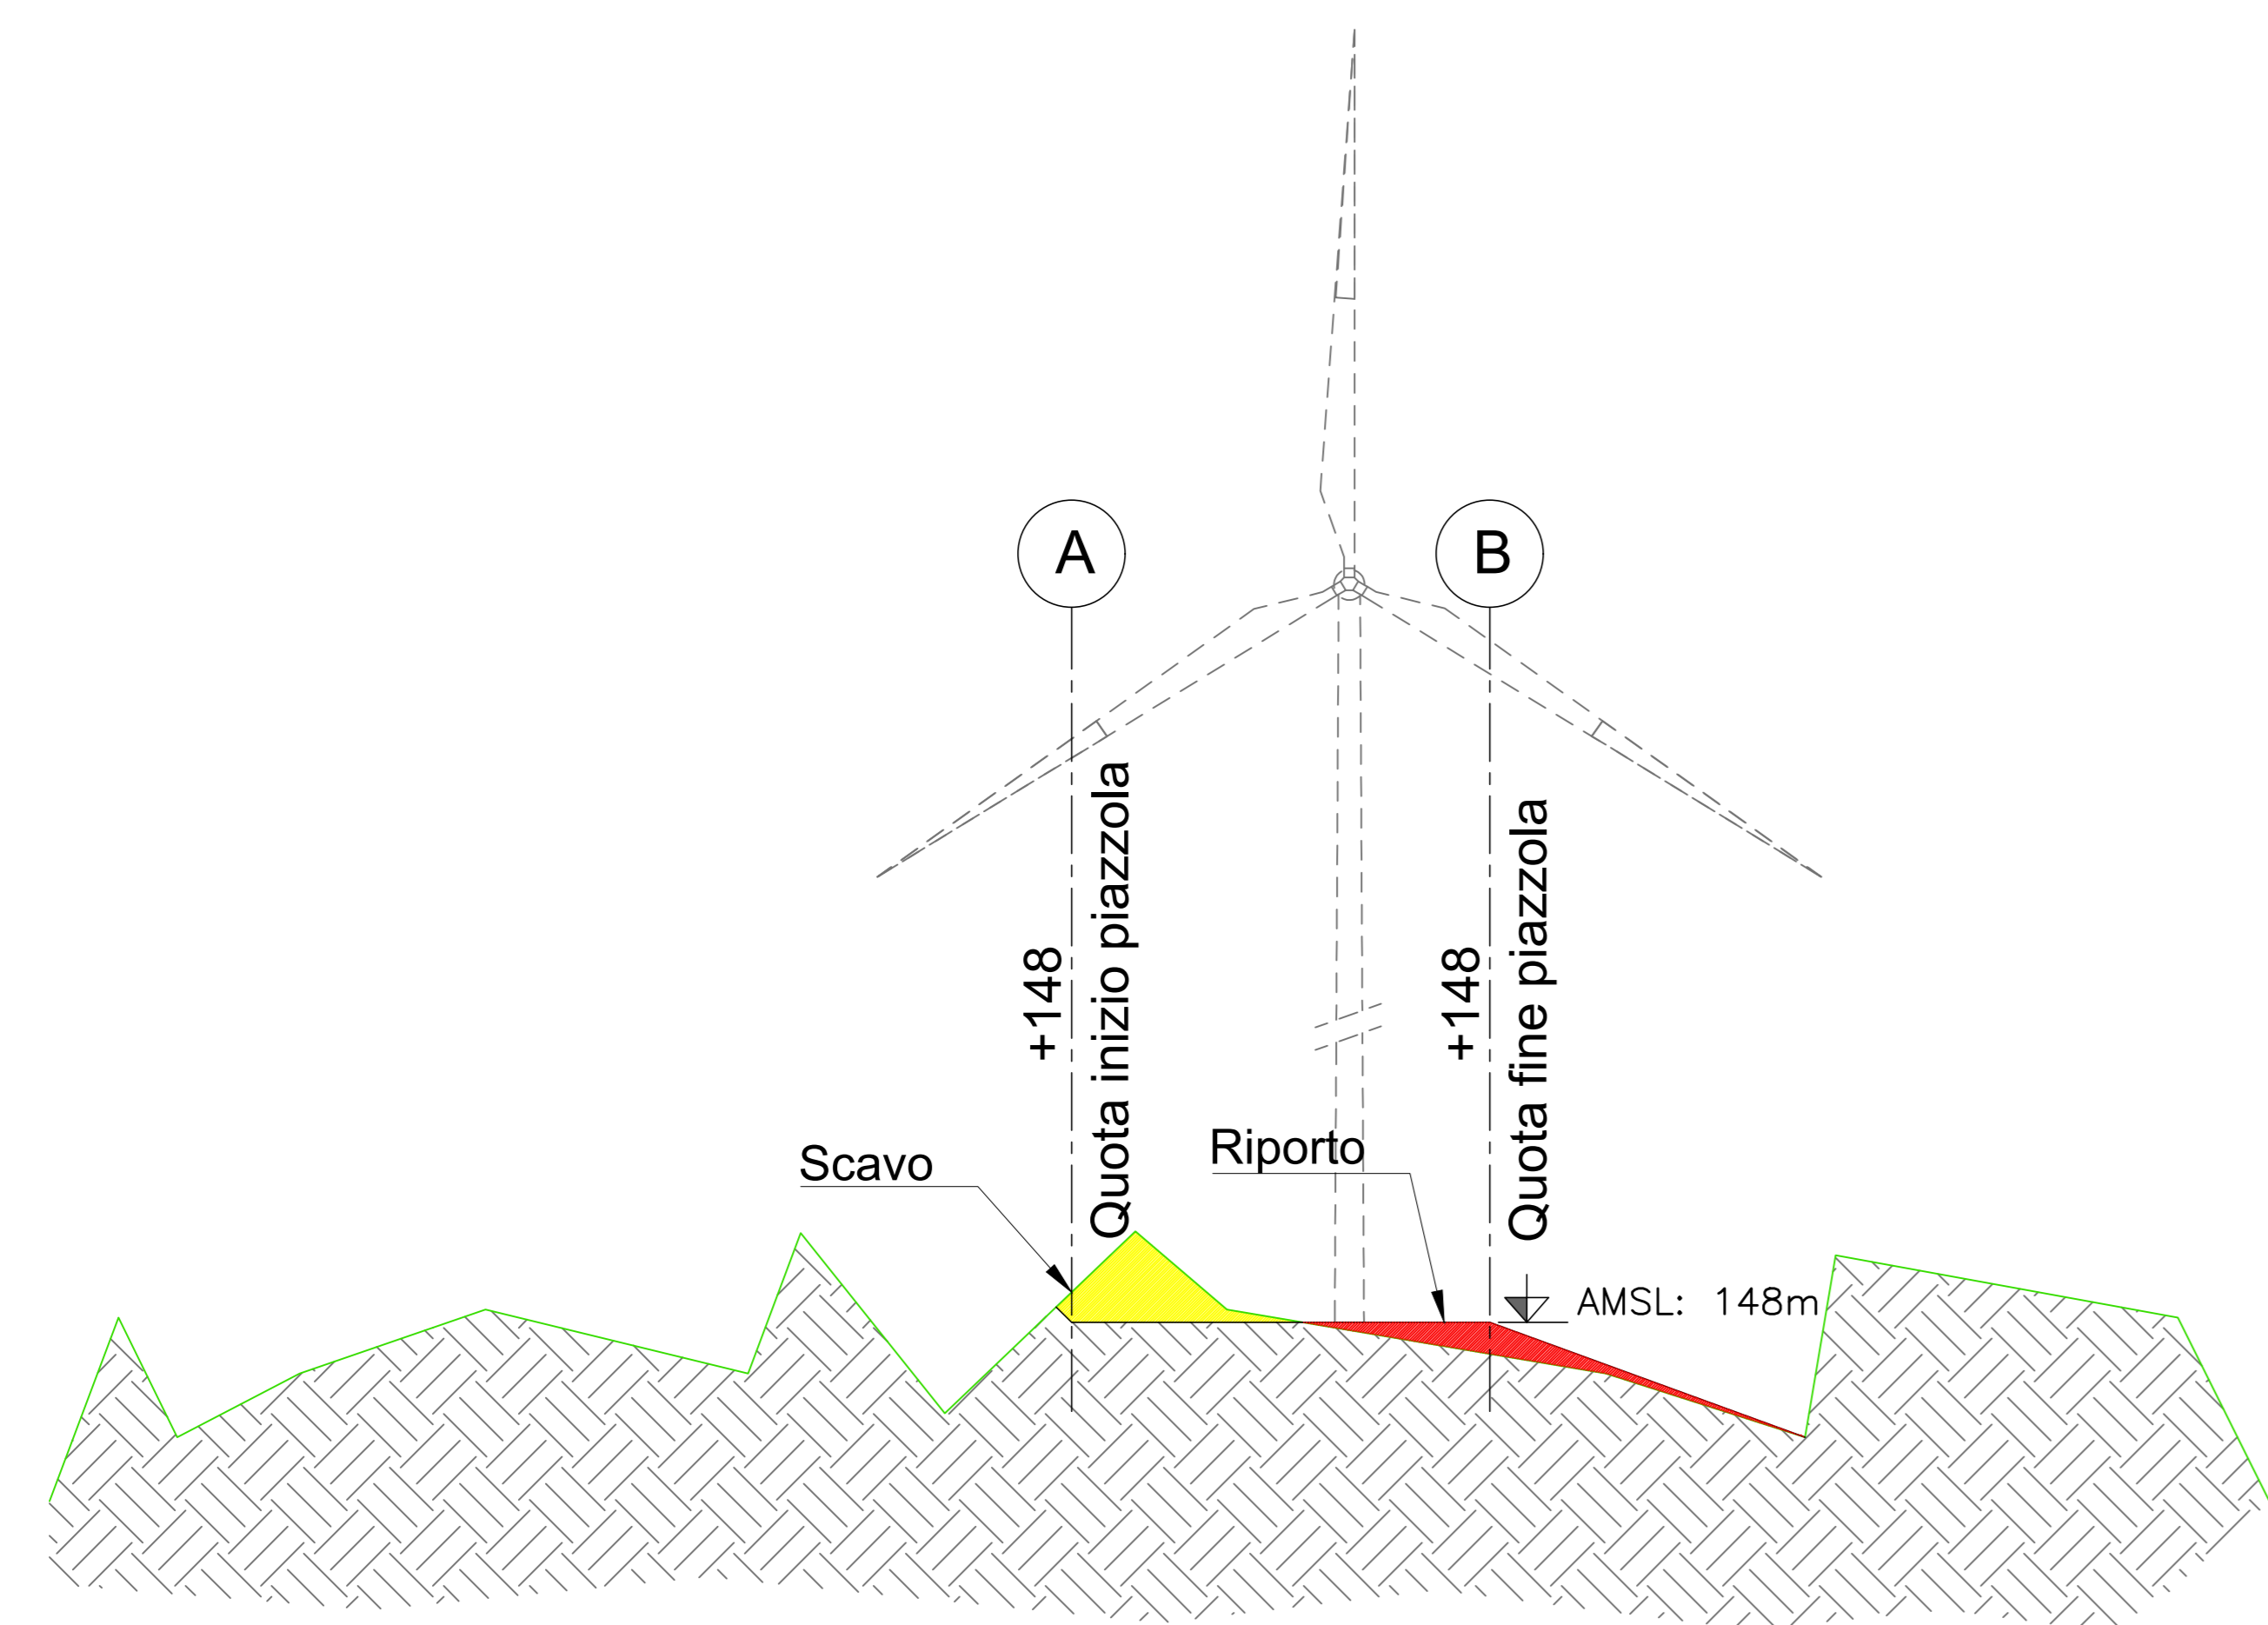 A
B
+148
Quota inizio piazzola
+148
Quota fine piazzola
Scavo
Riporto
AMSL: 148m